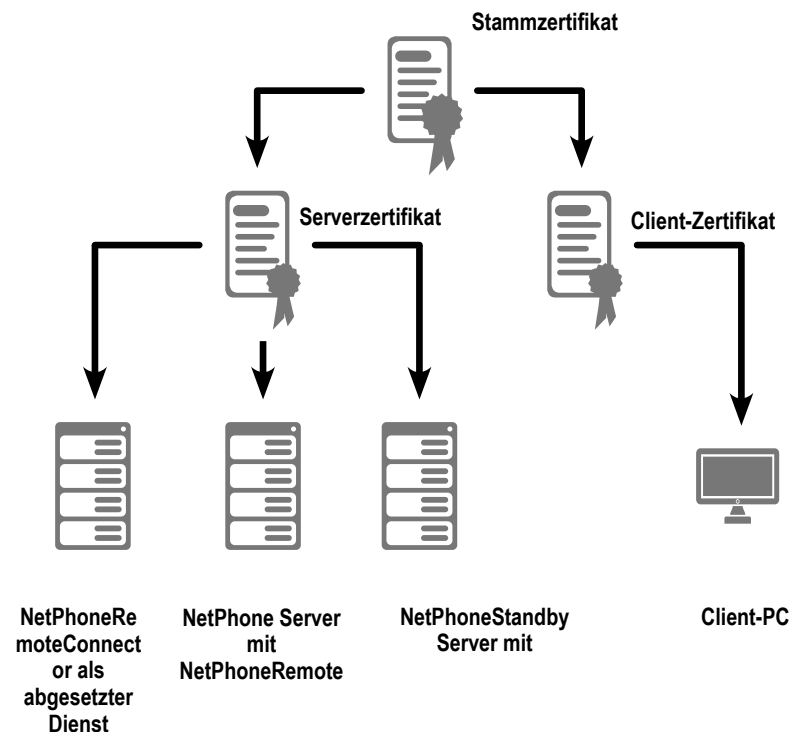 Stammzertifikat
Serverzertifikat
Client-Zertifikat
NetPhoneRe
moteConnect
or als
abgesetzter
Dienst
NetPhone Server
mit
NetPhoneRemote
NetPhoneStandby
Server mit
Client-PC